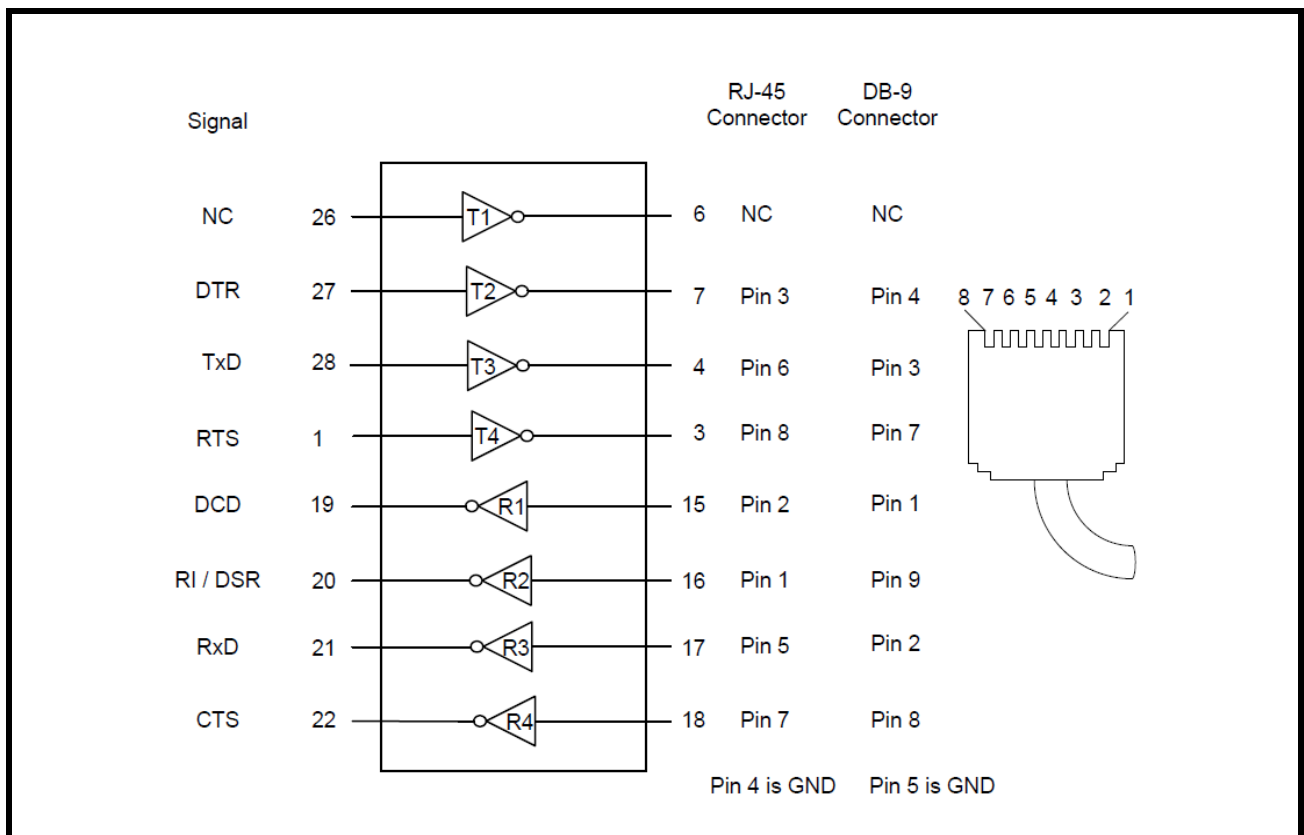 RJ-45 DB-9
Signal Connector Connector
NC 26 T1 6 NC NC
DTR 27 T2 7 Pin 3 Pin 4
8 7 6 5 4 3 2 1
TxD 28 T3 4 Pin 6 Pin 3
RTS 1 T4 3 Pin 8 Pin 7
DCD 19 R1 15 Pin 2 Pin 1
RI / DSR 20 R2 16 Pin 1 Pin 9
RxD 21 R3 17 Pin 5 Pin 2
CTS 22 R4 18 Pin 7 Pin 8
Pin 4 is GND Pin 5 is GND